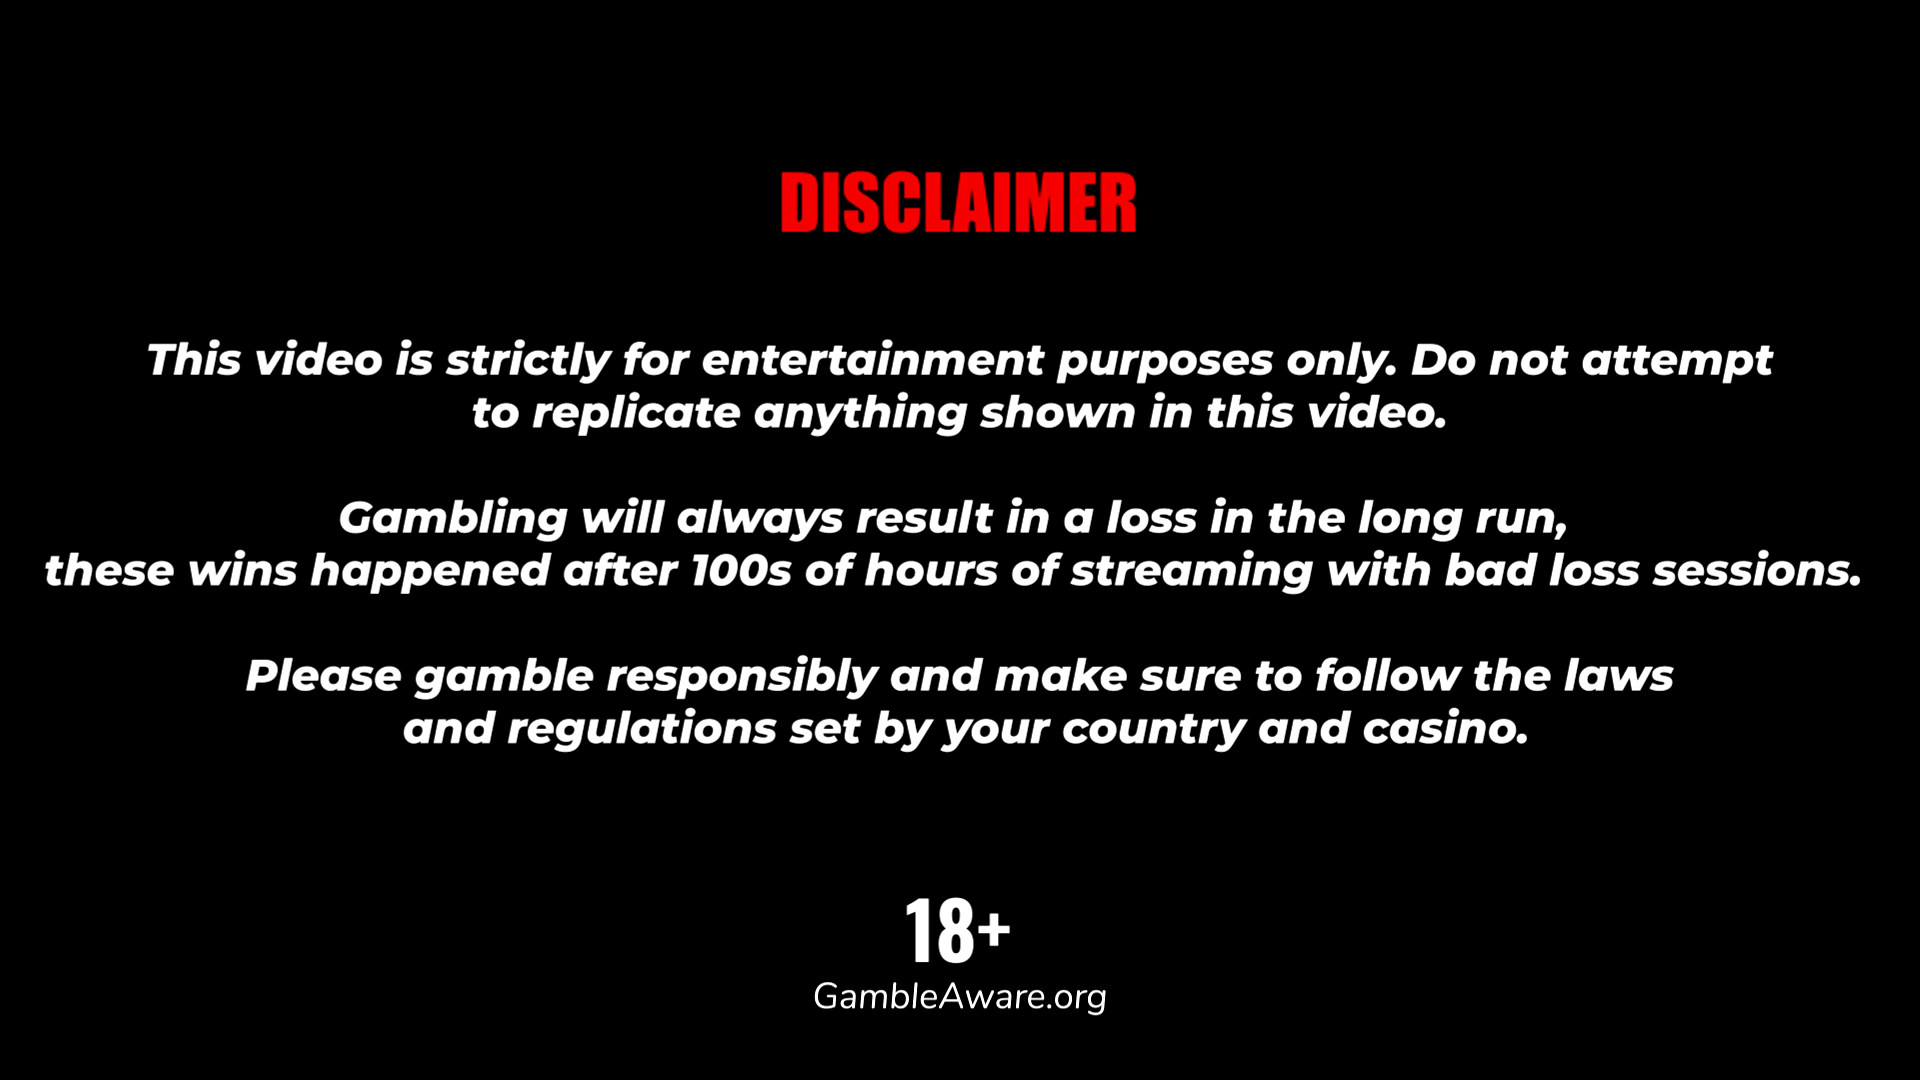 DISCLAIMER
This video is strictly for entertainment purposes only. Do not attempt
to replicate anything shown in this video.
Gambling will always result in a loss in the long run,
these wins happened after 100s of hours of streaming with bad loss sessions.
Please gamble responsibly and make sure to follow the laws
and regulations set by your country and casino.
18+
GambleAware.org